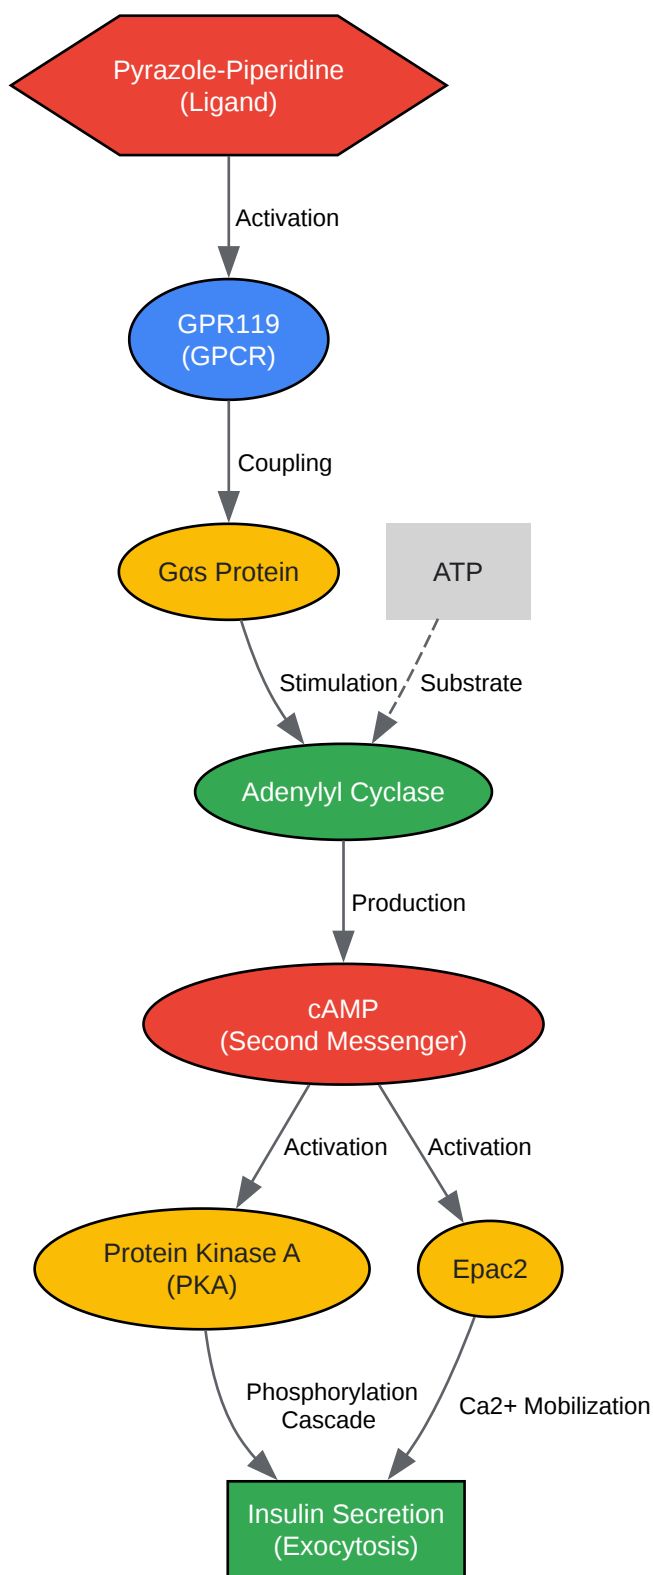 Pyrazole-Piperidine
(Ligand)
Activation
GPR119
(GPCR)
Coupling
Gαs Protein
ATP
Stimulation
Substrate
Adenylyl Cyclase
Production
cAMP
(Second Messenger)
Activation
Activation
Protein Kinase A
(PKA)
Epac2
Phosphorylation
Cascade
Ca2+ Mobilization
Insulin Secretion
(Exocytosis)